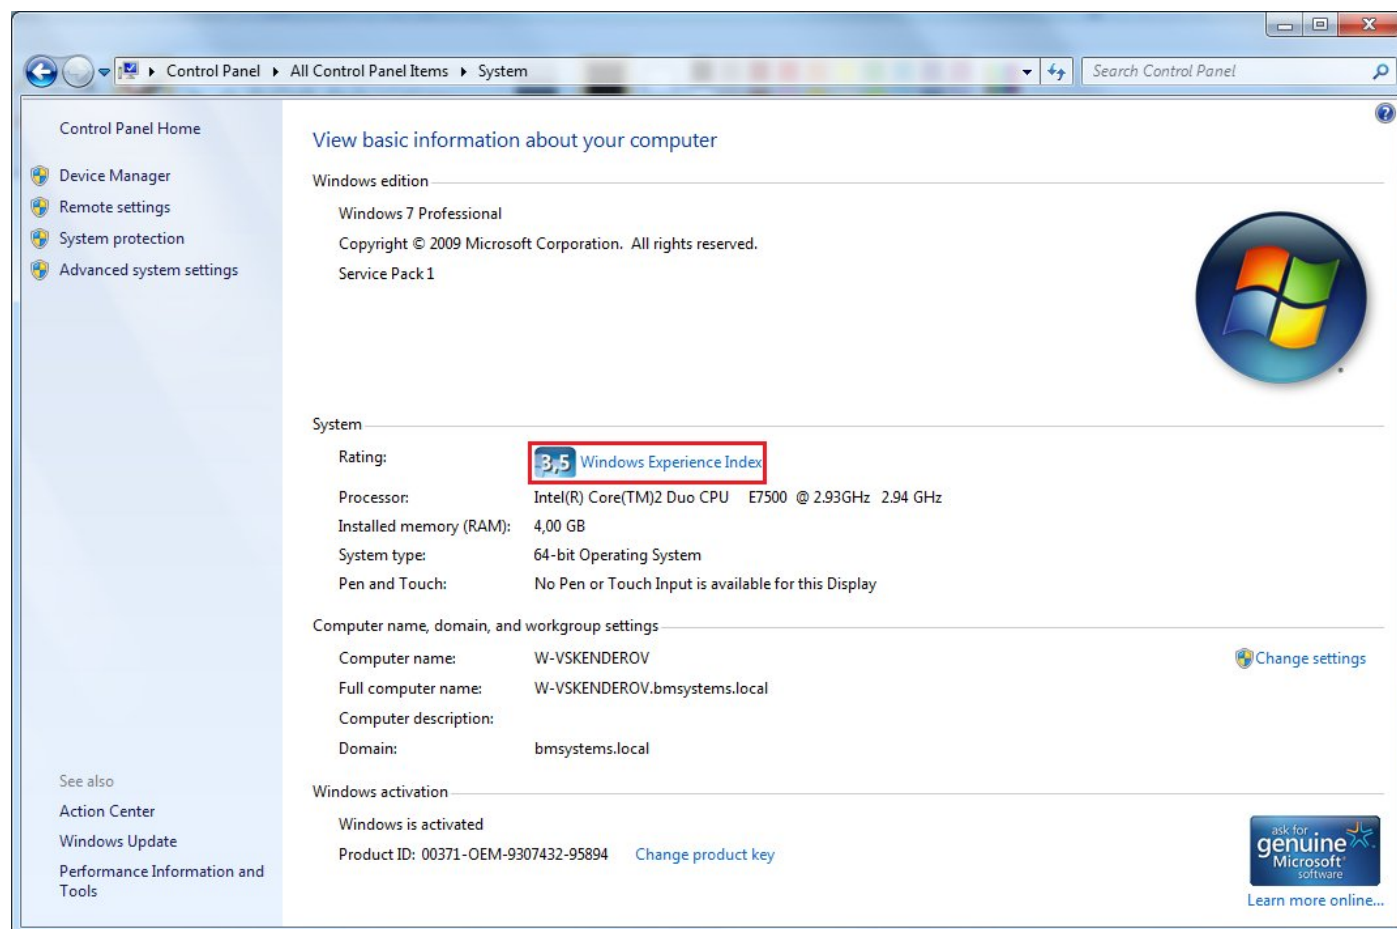 Control Panel ▸ All Control Panel Items ▸ System
Search Control Panel
Control Panel Home
Device Manager
Remote settings
System protection
Advanced system settings
See also
Action Center
Windows Update
Performance Information and
Tools
View basic information about your computer
Windows edition
Windows 7 Professional
Copyright © 2009 Microsoft Corporation. All rights reserved.
Service Pack 1
System
Rating: 3,5 Windows Experience Index
Processor: Intel(R) Core(TM)2 Duo CPU E7500 @ 2.93GHz 2.94 GHz
Installed memory (RAM): 4,00 GB
System type: 64-bit Operating System
Pen and Touch: No Pen or Touch Input is available for this Display
Computer name, domain, and workgroup settings
Computer name: W-VSKENDEROV
Change settings
Full computer name: W-VSKENDEROV.bmsystems.local
Computer description:
Domain: bmsystems.local
Windows activation
Windows is activated
Product ID: 00371-OEM-9307432-95894 Change product key
ask for
genuine
Microsoft
software
Learn more online...